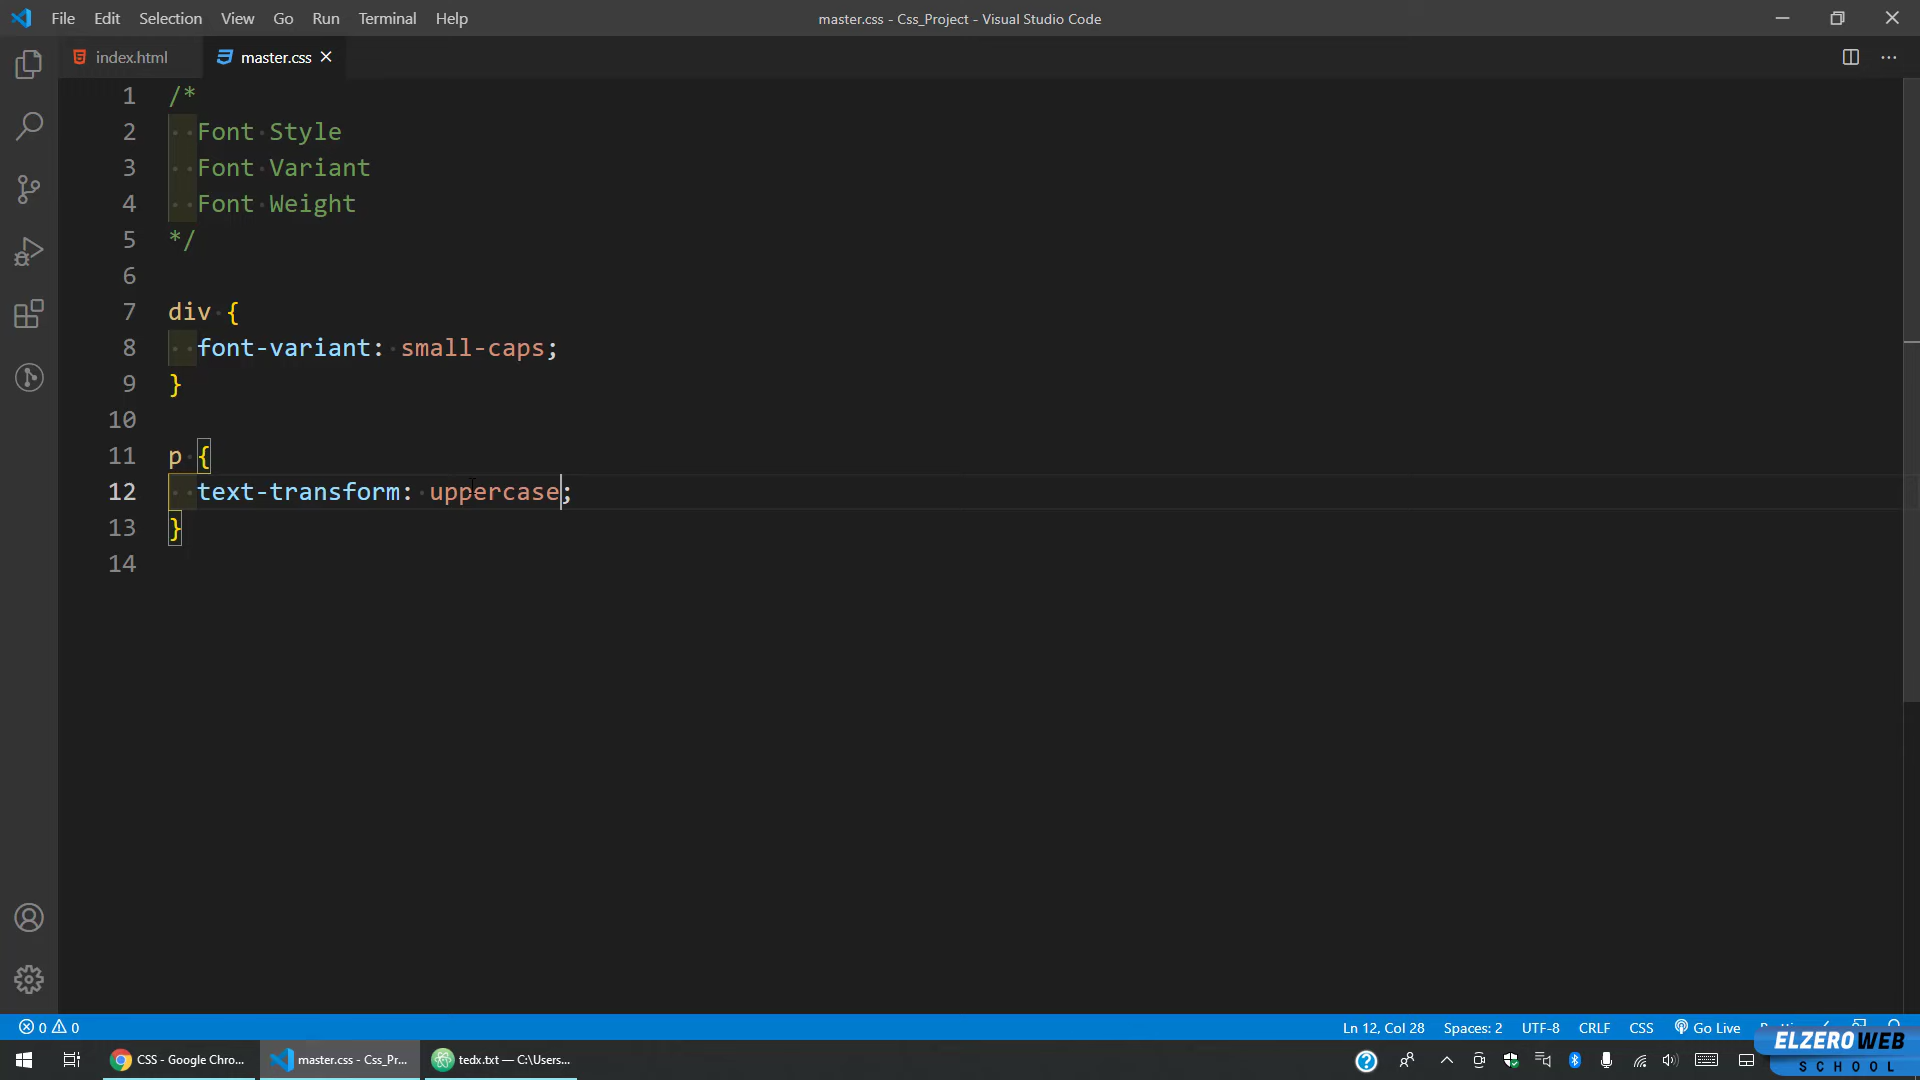 File Edit Selection View Go Run Terminal Help
master.css - Css_Project - Visual Studio Code
index.html master.css
1 /*
2 Font Style
3 Font Variant
4 Font Weight
5 */
6
7 div {
8 font-variant: small-caps;
9 }
10
11 p {
12 text-transform: uppercase;
13 }
14
0 0 Ln 12, Col 28 Spaces: 2 UTF-8 CRLF CSS Go Live
ELZEROWEB
SCHOOL
CSS - Google Chro... master.css - Css_Pr... tedx.txt — C:\Users...